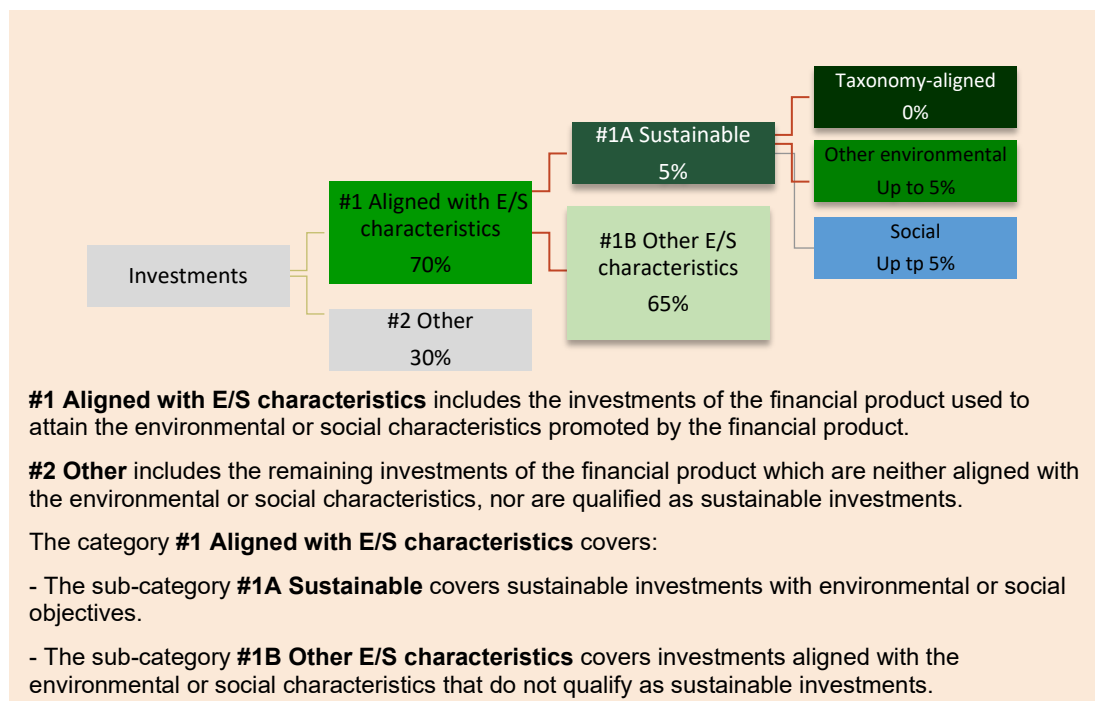 Investments
#1 Aligned with E/S
characteristics
70%
#2 Other
30%
#1A Sustainable
5%
#1B Other E/S
characteristics
65%
Taxonomy-aligned
0%
Other environmental
Up to 5%
Social
Up tp 5%
#1 Aligned with E/S characteristics includes the investments of the financial product used to
attain the environmental or social characteristics promoted by the financial product.
#2 Other includes the remaining investments of the financial product which are neither aligned with
the environmental or social characteristics, nor are qualified as sustainable investments.
The category #1 Aligned with E/S characteristics covers:
- The sub-category #1A Sustainable covers sustainable investments with environmental or social
objectives.
- The sub-category #1B Other E/S characteristics covers investments aligned with the
environmental or social characteristics that do not qualify as sustainable investments.